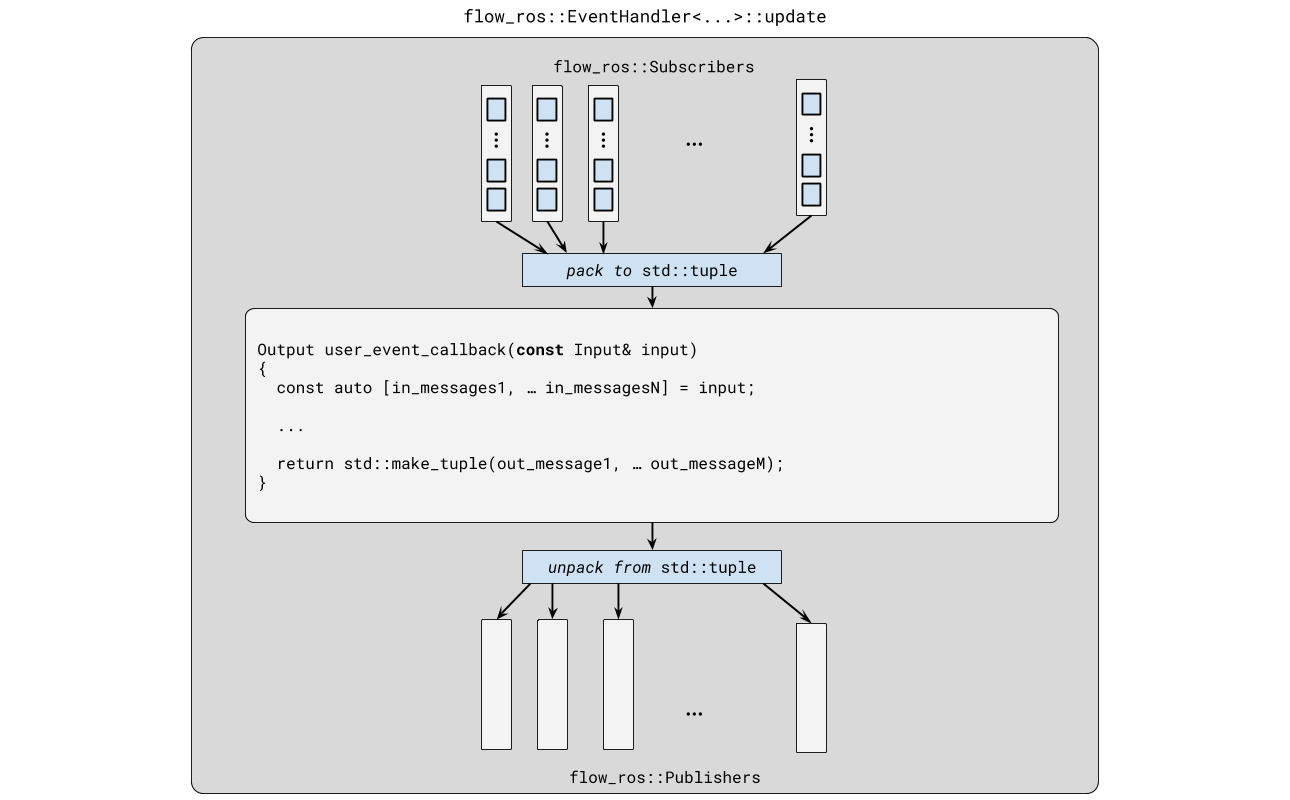 flow_ros::EventHandler<...>::update
flow_ros::Subscribers
...
pack to std::tuple
Output user_event_callback(const Input& input)
{
  const auto [in_messages1, … in_messagesN] = input;
  ...
  return std::make_tuple(out_message1, … out_messageM);
}
unpack from std::tuple
...
flow_ros::Publishers